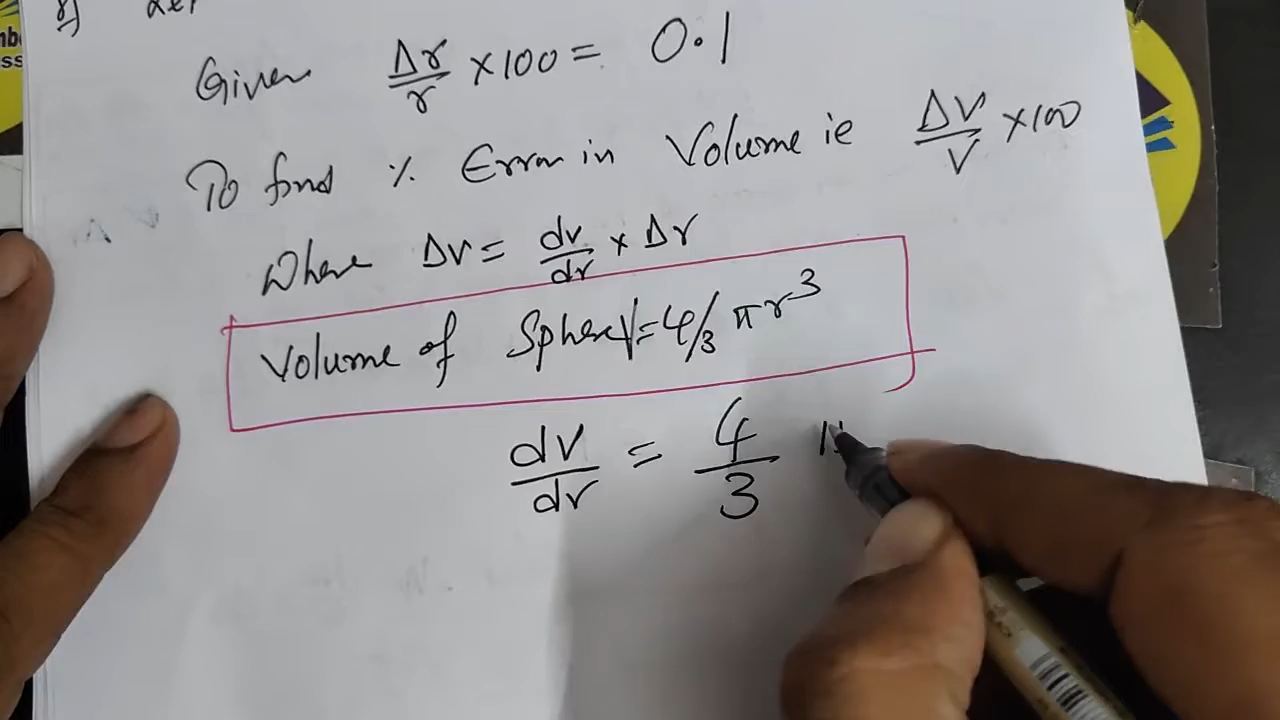 Given Δr/r ×100 = 0.1
To find % Error in Volume ie ΔV/V ×100
Where ΔV = dv/dr × Δr
Volume of Sphere V = 4/3 πr³
dV/dr = 4/3